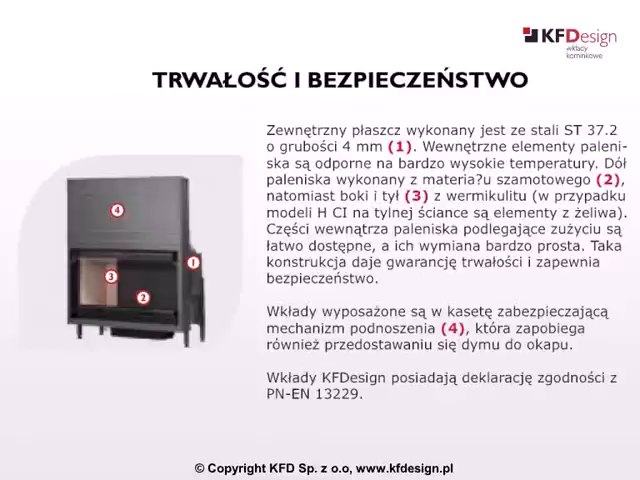 KFDesign
wkłady
kominkowe
TRWAŁOŚĆ I BEZPIECZEŃSTWO
Zewnętrzny płaszcz wykonany jest ze stali ST 37.2
o grubości 4 mm (1). Wewnętrzne elementy paleni-
ska są odporne na bardzo wysokie temperatury. Dół
paleniska wykonany z materia?u szamotowego (2),
natomiast boki i tył (3) z wermikulitu (w przypadku
modeli H CI na tylnej ściance są elementy z żeliwa).
Części wewnątrz paleniska podlegające zużyciu są
łatwo dostępne, a ich wymiana bardzo prosta. Taka
konstrukcja daje gwarancję trwałości i zapewnia
bezpieczeństwo.
Wkłady wyposażone są w kasetę zabezpieczającą
mechanizm podnoszenia (4), która zapobiega
również przedostawaniu się dymu do okapu.
Wkłady KFDesign posiadają deklarację zgodności z
PN-EN 13229.
4
1
3
2
© Copyright KFD Sp. z o.o, www.kfdesign.pl